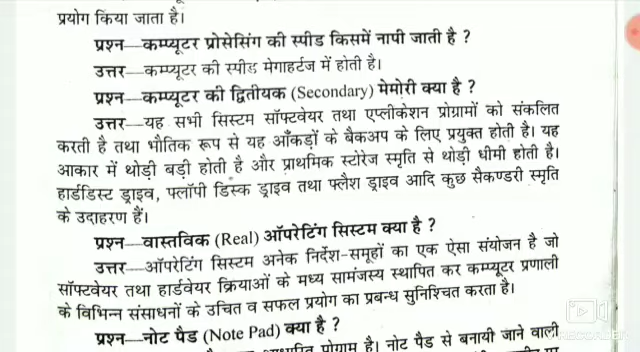 प्रयोग किया जाता है।
प्रश्न—कम्प्यूटर प्रोसेसिंग की स्पीड किसमें नापी जाती है ?
उत्तर—कम्प्यूटर की स्पीड मेगाहर्टज में होती है।
प्रश्न—कम्प्यूटर की द्वितीयक (Secondary) मेमोरी क्या है ?
उत्तर—यह सभी सिस्टम सॉफ्टवेयर तथा एप्लीकेशन प्रोग्रामों को संकलित
करती है तथा भौतिक रूप से यह आँकड़ों के बैकअप के लिए प्रयुक्त होती है। यह
आकार में थोड़ी बड़ी होती है और प्राथमिक स्टोरेज स्मृति से थोड़ी धीमी होती है।
हार्डडिस्ट ड्राइव, फ्लॉपी डिस्क ड्राइव तथा फ्लैश ड्राइव आदि कुछ सैकण्डरी स्मृति
के उदाहरण हैं।
प्रश्न—वास्तविक (Real) ऑपरेटिंग सिस्टम क्या है ?
उत्तर—ऑपरेटिंग सिस्टम अनेक निर्देश-समूहों का एक ऐसा संयोजन है जो
सॉफ्टवेयर तथा हार्डवेयर क्रियाओं के मध्य सामंजस्य स्थापित कर कम्प्यूटर प्रणाली
के विभिन्न संसाधनों के उचित व सफल प्रयोग का प्रबन्ध सुनिश्चित करता है।
प्रश्न—नोट पैड (Note Pad) क्या है ?
प्रोग्राम है। नोट पैड से बनायी जाने वाली
RECORDER